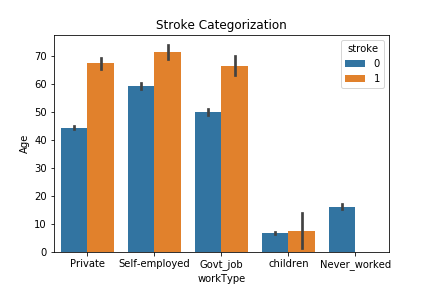 Stroke Categorization
stroke
0
1
Age
70
60
50
40
30
20
10
0
Private Self-employed Govt_job children Never_worked
workType